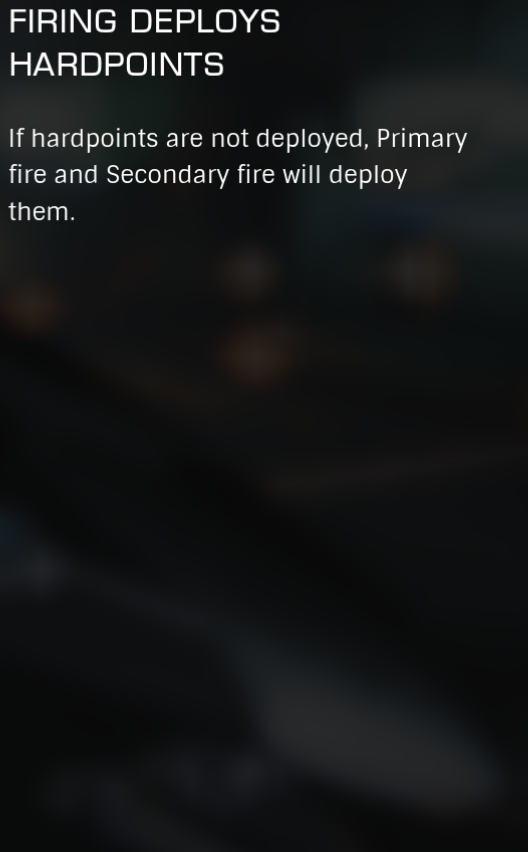 FIRING DEPLOYS
HARDPOINTS
If hardpoints are not deployed, Primary
fire and Secondary fire will deploy
them.